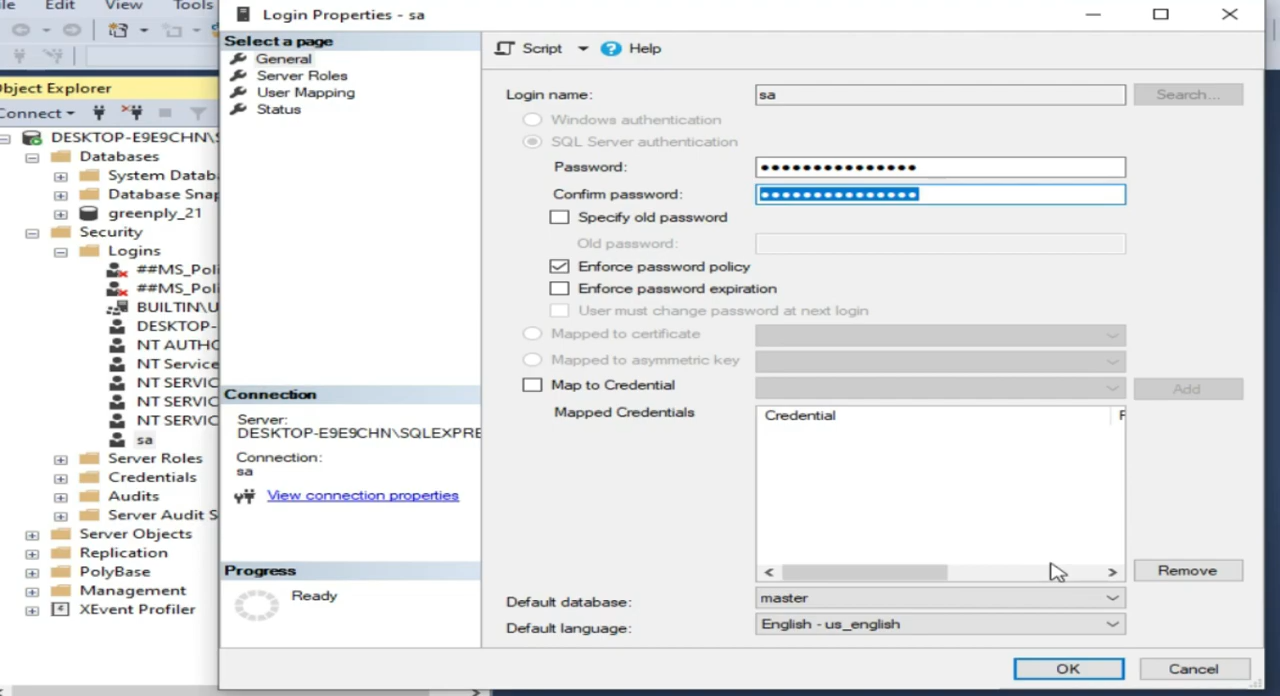 le Edit View Tools
Object Explorer
Connect
DESKTOP-E9E9CHN\S
Databases
System Datab
Database Snap
greenply_21
Security
Logins
##MS_Poli
##MS_Poli
BUILTIN\U
DESKTOP-
NT AUTHO
NT Service
NT SERVIC
NT SERVIC
NT SERVIC
sa
Server Roles
Credentials
Audits
Server Audit S
Server Objects
Replication
PolyBase
Management
XEvent Profiler
Login Properties - sa
Select a page
General
Server Roles
User Mapping
Status
Connection
Server:
DESKTOP-E9E9CHN\SQLEXPRE
Connection:
sa
View connection properties
Progress
Ready
Script Help
Login name: sa Search...
Windows authentication
SQL Server authentication
Password: ●●●●●●●●●●●●●●●
Confirm password: ●●●●●●●●●●●●●●●
Specify old password
Old password:
Enforce password policy
Enforce password expiration
User must change password at next login
Mapped to certificate
Mapped to asymmetric key
Map to Credential Add
Mapped Credentials Credential
Remove
Default database: master
Default language: English - us_english
OK Cancel